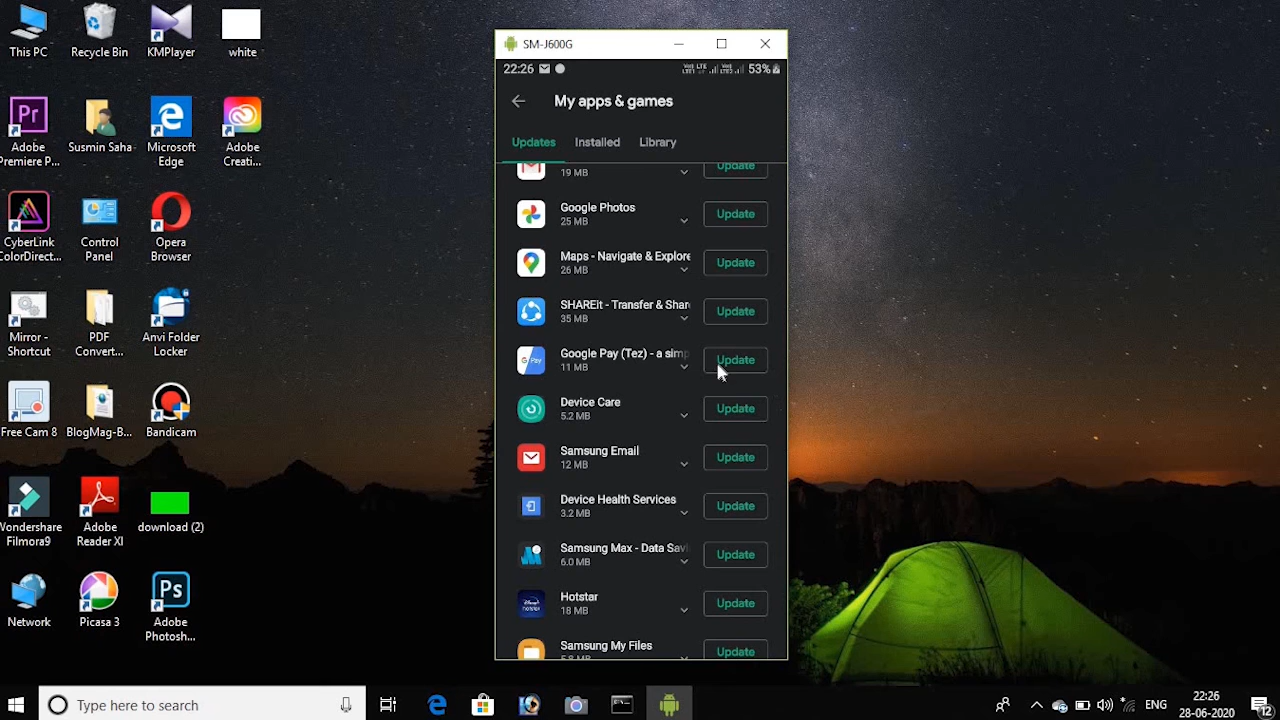 This PC
Recycle Bin
KMPlayer
white
Adobe
Premiere P...
Susmin Saha
Microsoft
Edge
Adobe
Creati...
CyberLink
ColorDirect...
Control
Panel
Opera
Browser
Mirror -
Shortcut
PDF
Convert...
Anvi Folder
Locker
Free Cam 8
BlogMag-B...
Bandicam
Wondershare
Filmora9
Adobe
Reader XI
download (2)
Network
Picasa 3
Adobe
Photosh...
SM-J600G
22:26
53%
My apps & games
Updates Installed Library
19 MB
Update
Google Photos
25 MB
Update
Maps - Navigate & Explore
26 MB
Update
SHAREit - Transfer & Shar
35 MB
Update
Google Pay (Tez) - a simp
11 MB
Update
Device Care
5.2 MB
Update
Samsung Email
12 MB
Update
Device Health Services
3.2 MB
Update
Samsung Max - Data Savi
6.0 MB
Update
Hotstar
18 MB
Update
Samsung My Files
5.8 MB
Update
Type here to search
ENG
22:26
28-06-2020
12